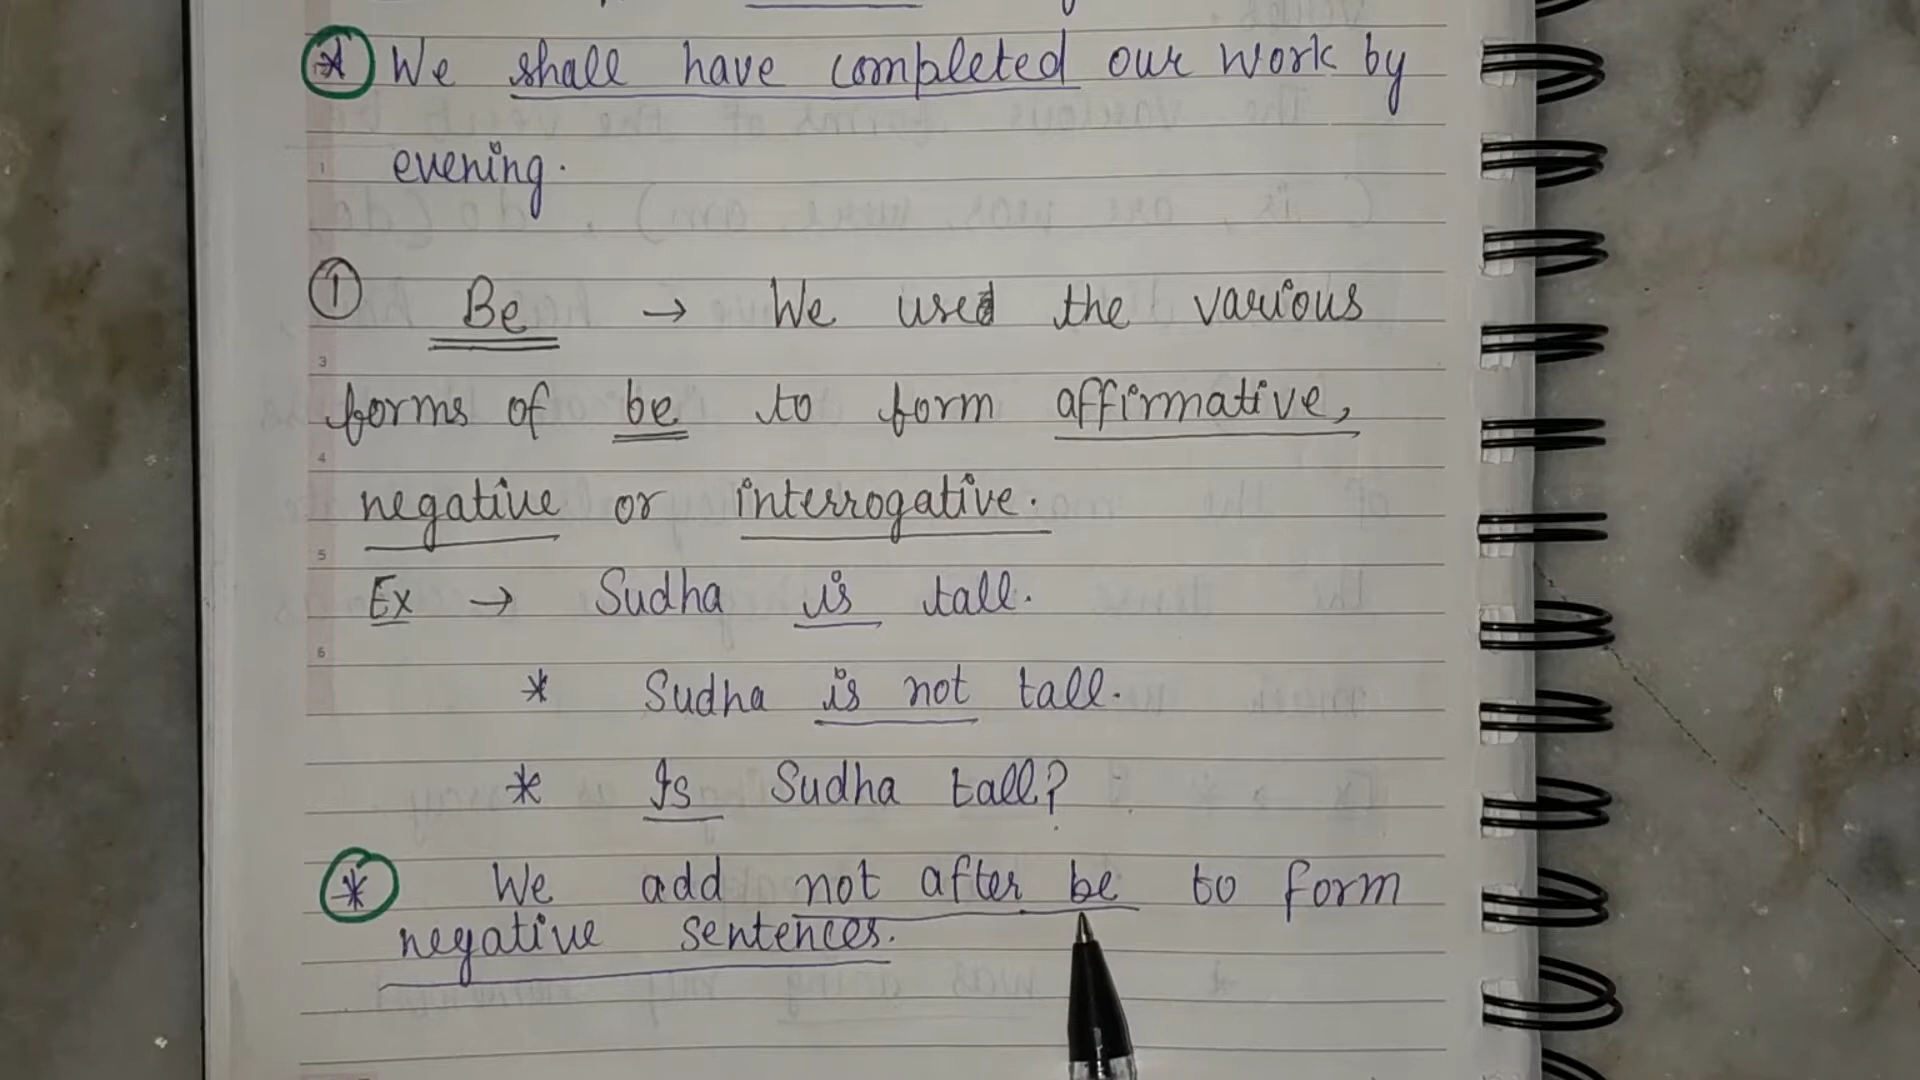 * We shall have completed our work by
evening.
① Be → We used the various
forms of be to form affirmative,
negative or interrogative.
Ex → Sudha is tall.
* Sudha is not tall.
* Is Sudha tall?
* We add not after be to form
negative sentences.